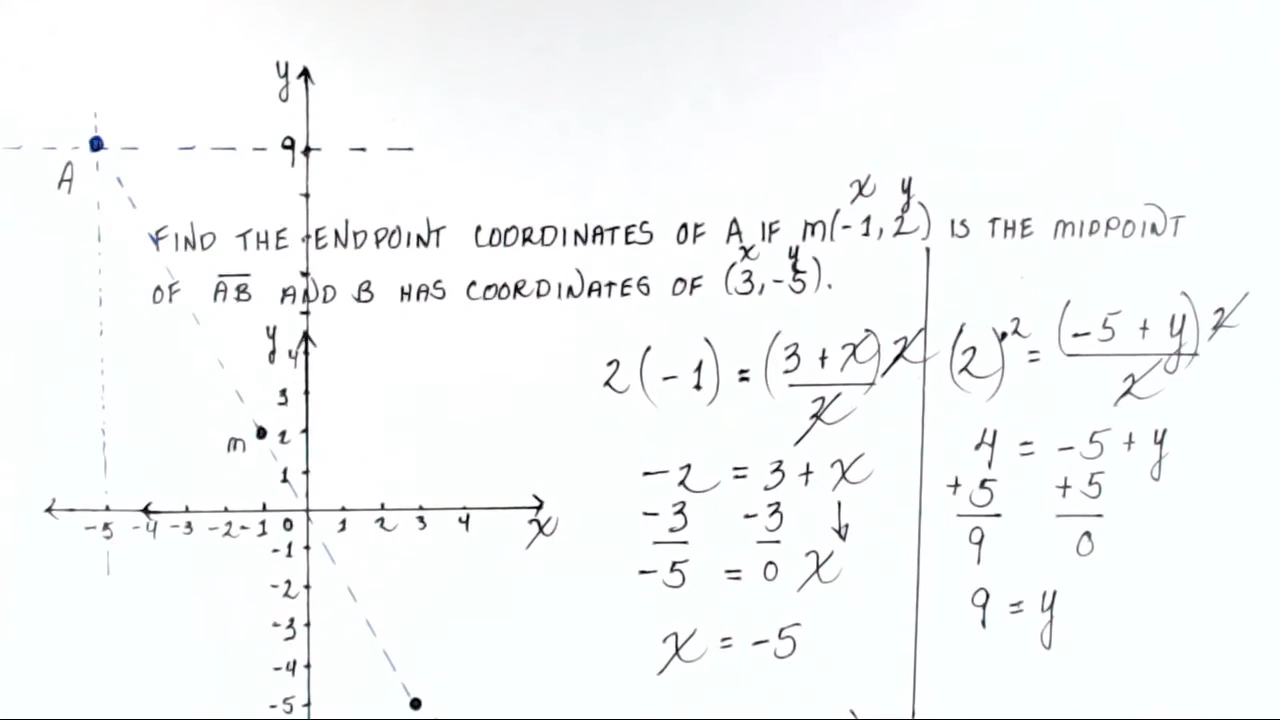 y
9
A
x y
FIND THE ENDPOINT COORDINATES OF A IF m(-1, 2) IS THE MIDPOINT
x y
OF AB AND B HAS COORDINATES OF (3, -5).
y
4
3
m 2
1
-5 -4 -3 -2 -1 0 1 2 3 4 x
-1
-2
-3
-4
-5
2(-1) = (3 + x)2
2
-2 = 3 + x
-3 -3
-5 = 0 x
x = -5
(2)·2 = (-5 + y)2
2
4 = -5 + y
+5 +5
9 0
9 = y